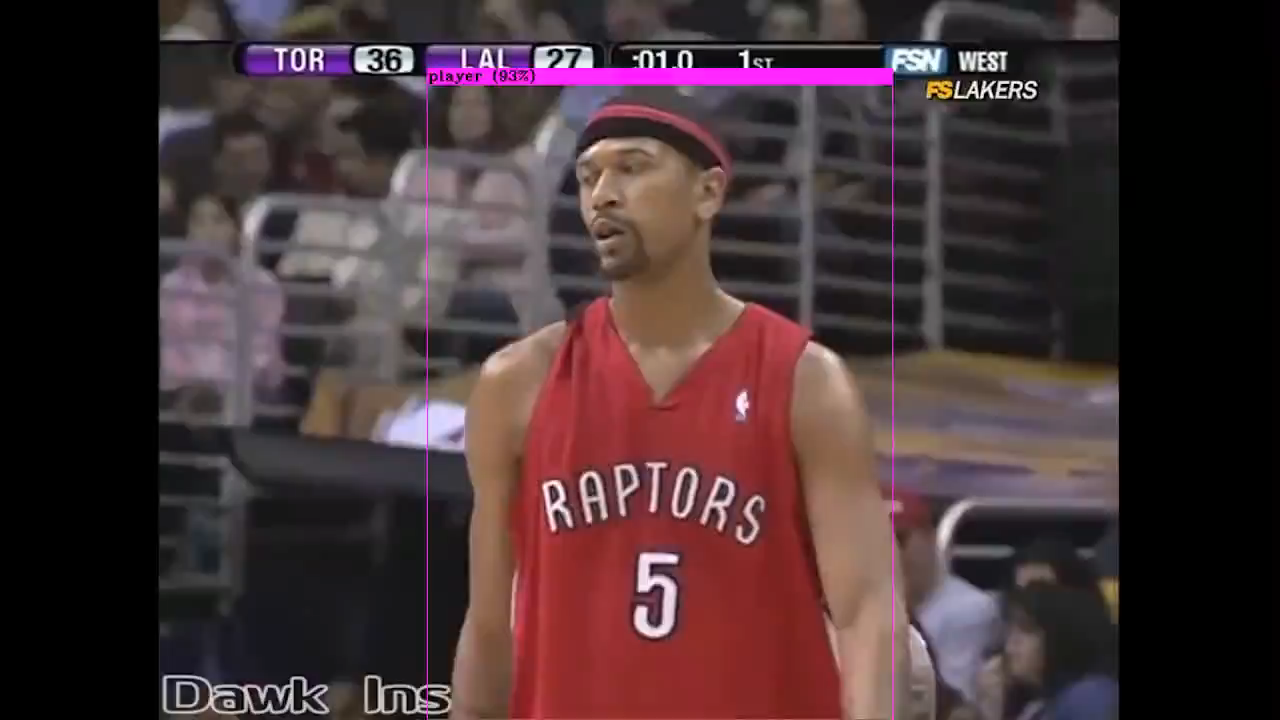 TOR 36 LAL 27 :01.0 1ST FSN WEST
player (93%)
FSLAKERS
RAPTORS
5
Dawk Ins